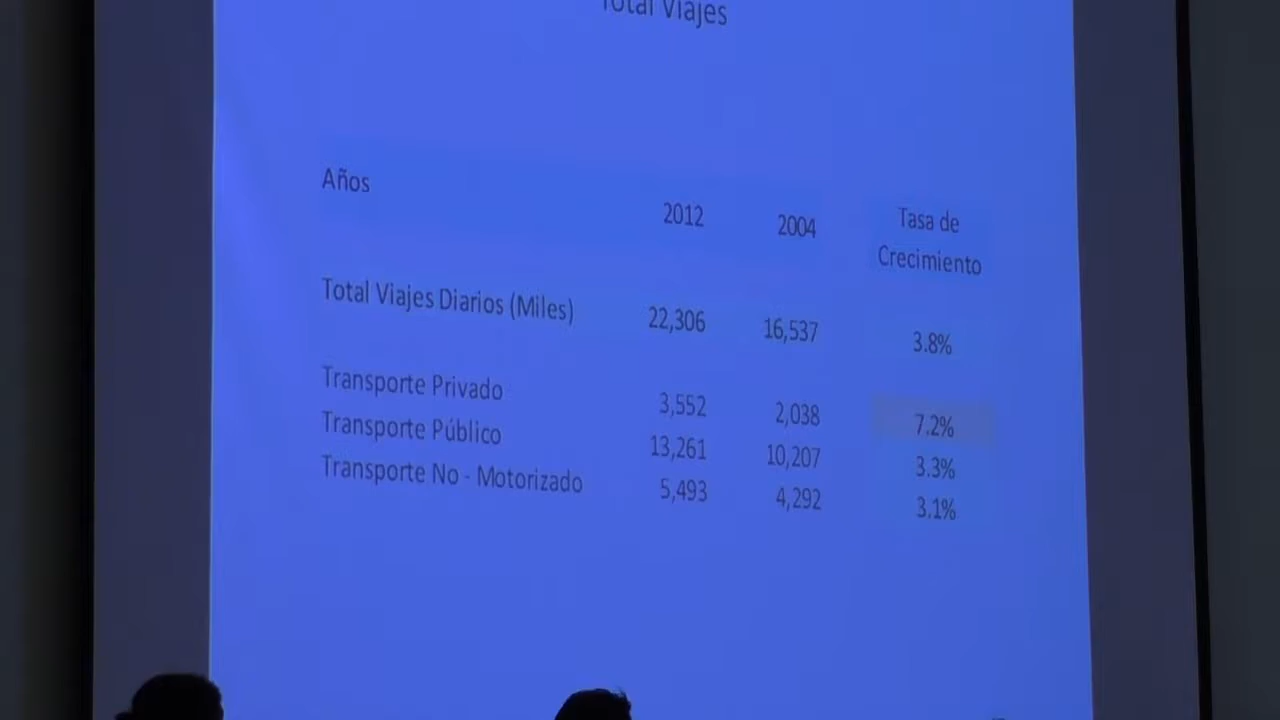 Total Viajes
Años 2012 2004 Tasa de
Crecimiento
Total Viajes Diarios (Miles) 22,306 16,537 3.8%
Transporte Privado 3,552 2,038 7.2%
Transporte Público 13,261 10,207 3.3%
Transporte No - Motorizado 5,493 4,292 3.1%